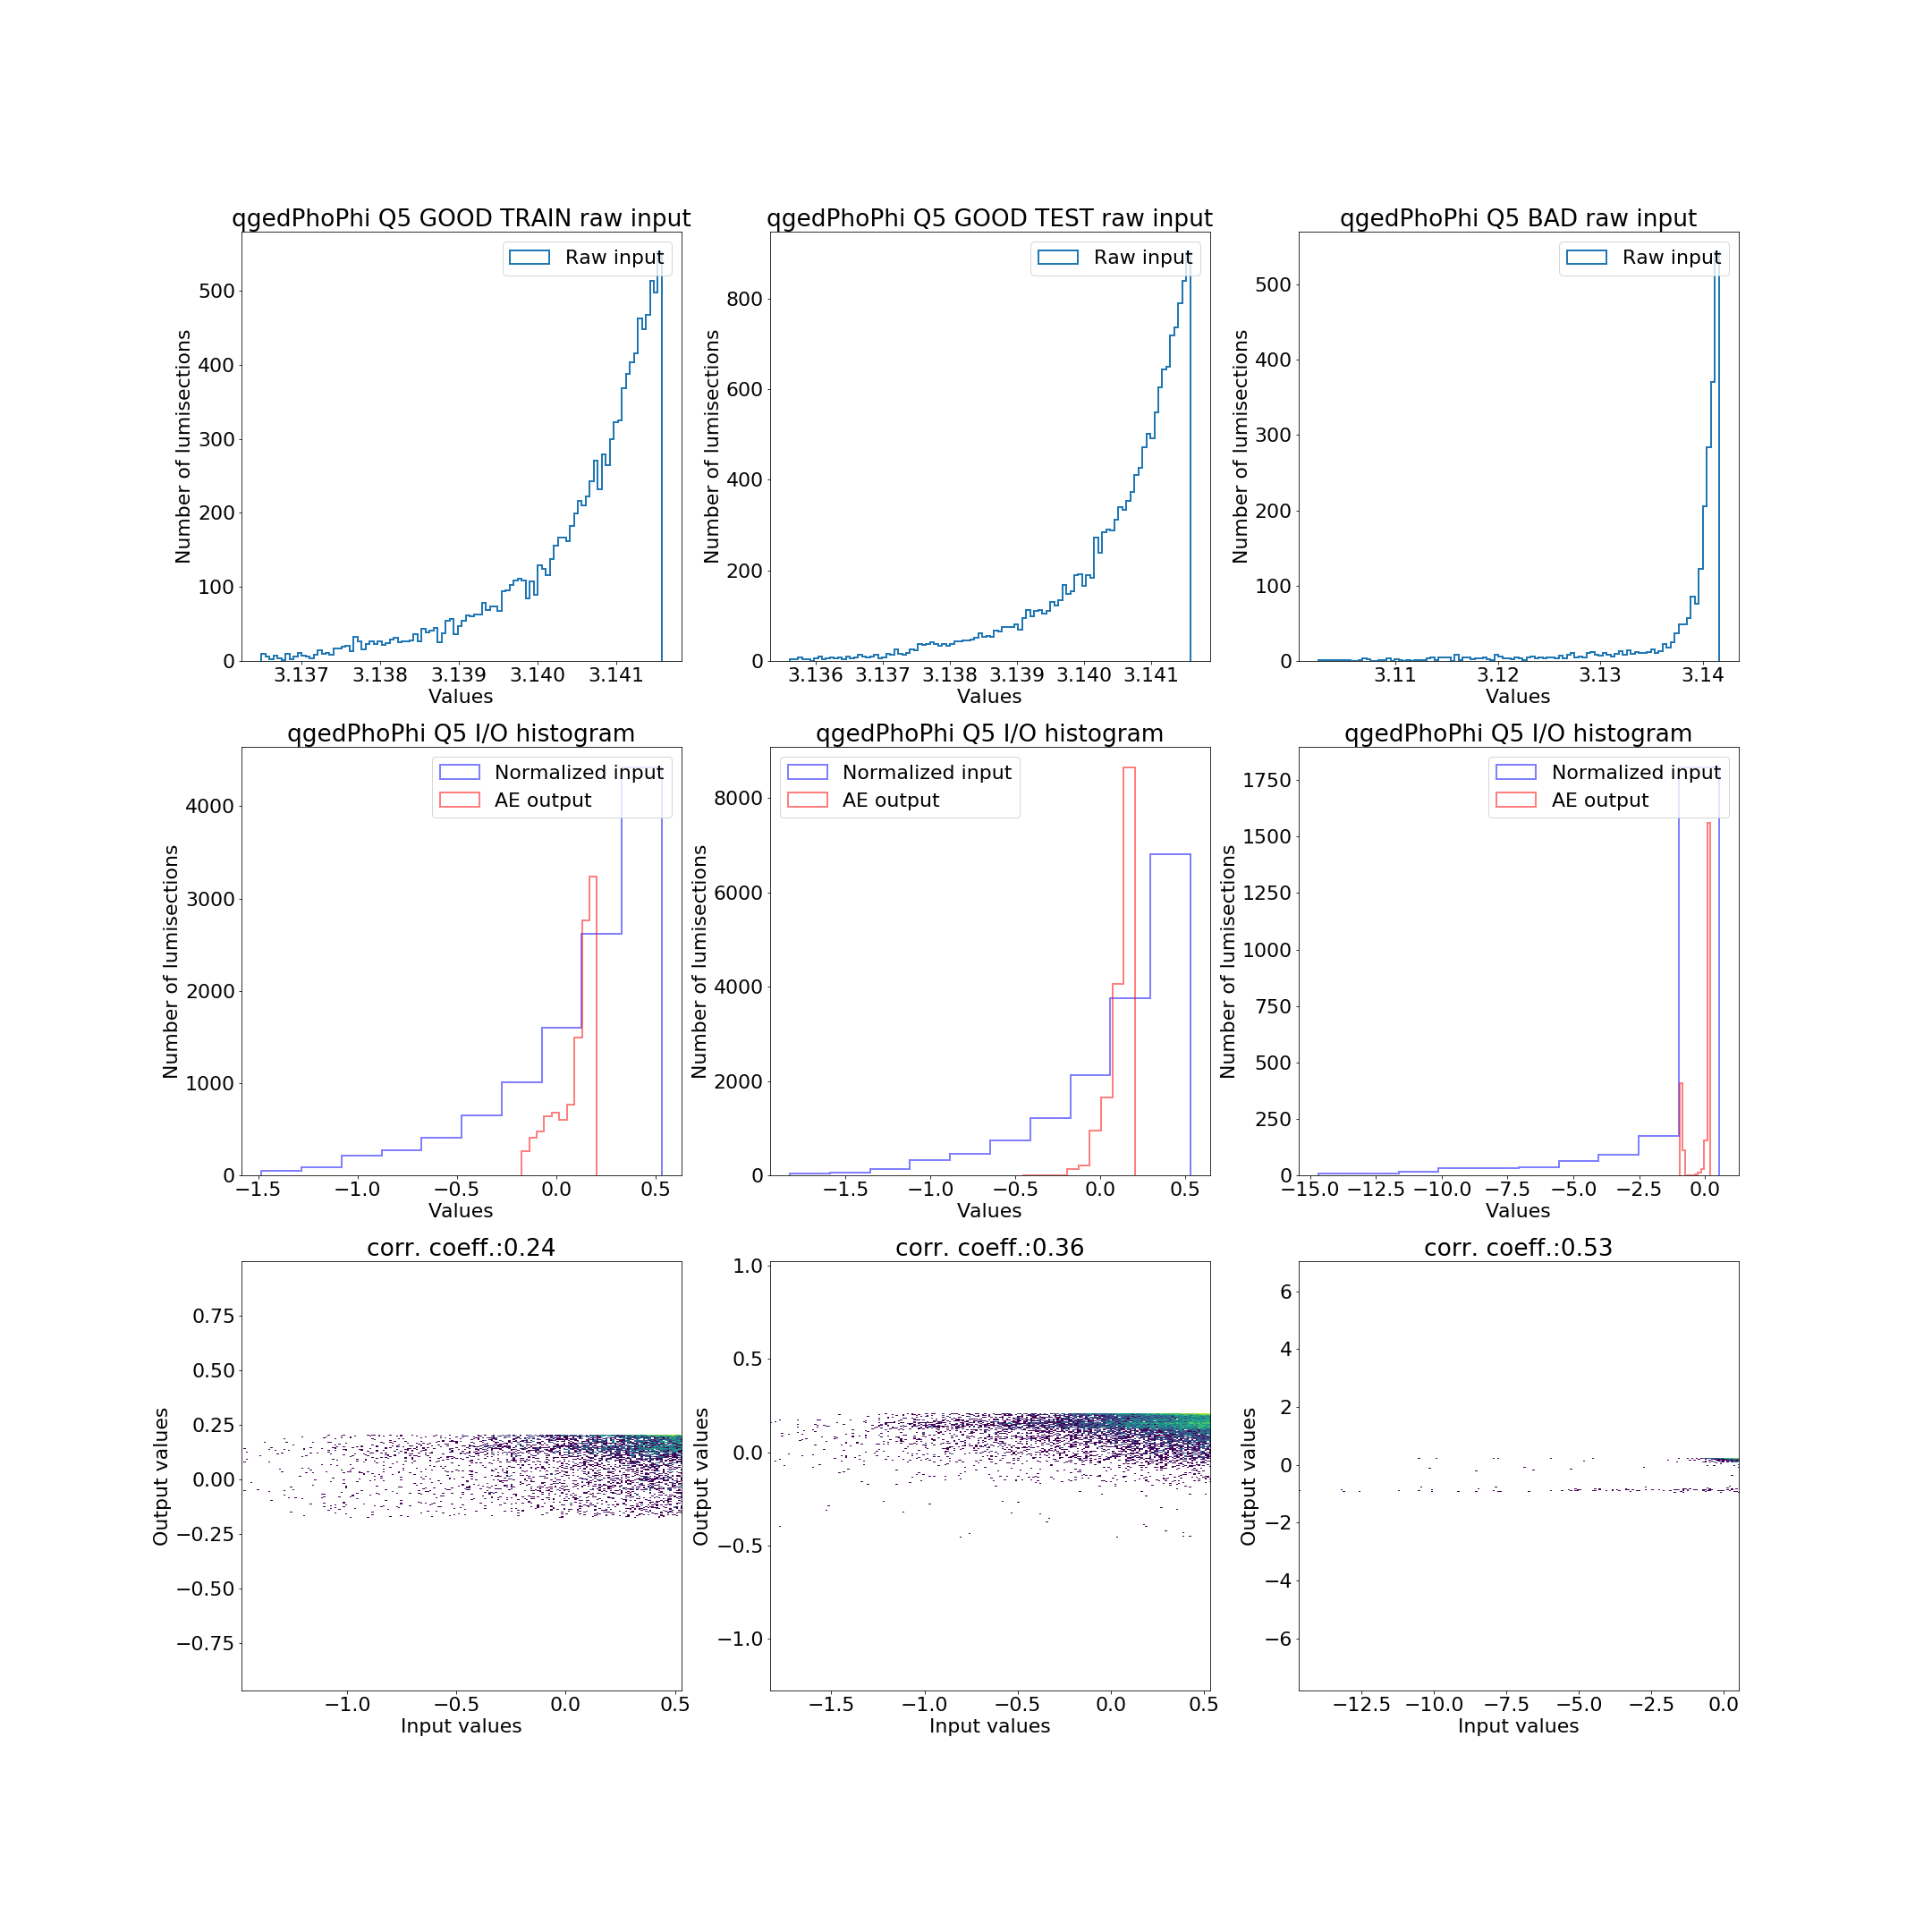 qgedPhoPhi Q5 GOOD TRAIN raw input
Number of lumisections
500
400
300
200
100
0
Raw input
3.137 3.138 3.139 3.140 3.141
Values
qgedPhoPhi Q5 GOOD TEST raw input
Number of lumisections
800
600
400
200
0
Raw input
3.136 3.137 3.138 3.139 3.140 3.141
Values
qgedPhoPhi Q5 BAD raw input
Number of lumisections
500
400
300
200
100
0
Raw input
3.11 3.12 3.13 3.14
Values
qgedPhoPhi Q5 I/O histogram
Number of lumisections
4000
3000
2000
1000
0
Normalized input
AE output
−1.5 −1.0 −0.5 0.0 0.5
Values
qgedPhoPhi Q5 I/O histogram
Number of lumisections
8000
6000
4000
2000
0
Normalized input
AE output
−1.5 −1.0 −0.5 0.0 0.5
Values
qgedPhoPhi Q5 I/O histogram
Number of lumisections
1750
1500
1250
1000
750
500
250
0
Normalized input
AE output
−15.0 −12.5 −10.0 −7.5 −5.0 −2.5 0.0
Values
corr. coeff.:0.24
Output values
0.75
0.50
0.25
0.00
−0.25
−0.50
−0.75
−1.0 −0.5 0.0 0.5
Input values
corr. coeff.:0.36
Output values
1.0
0.5
0.0
−0.5
−1.0
−1.5 −1.0 −0.5 0.0 0.5
Input values
corr. coeff.:0.53
Output values
6
4
2
0
−2
−4
−6
−12.5 −10.0 −7.5 −5.0 −2.5 0.0
Input values